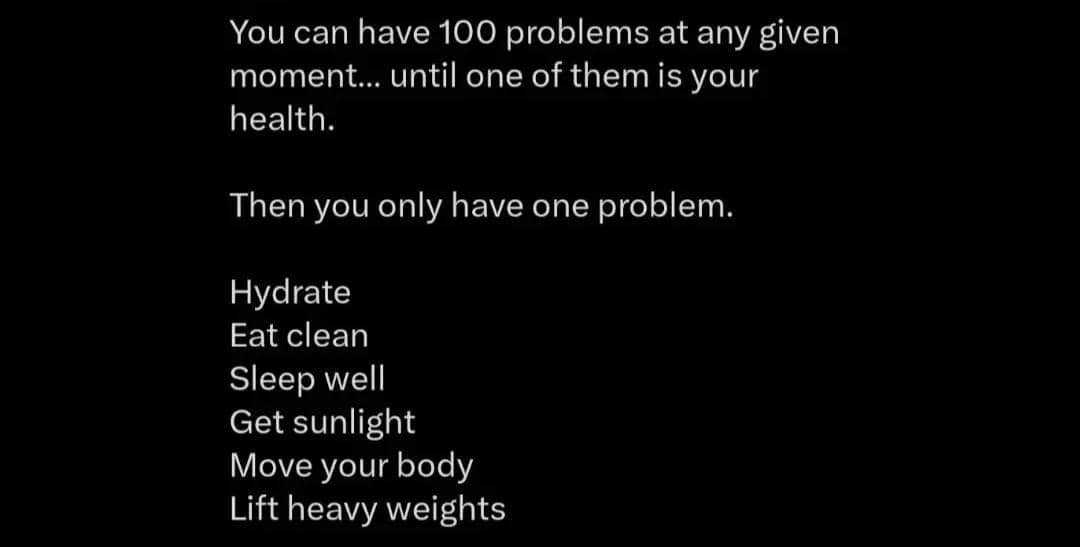 You can have 100 problems at any given
moment... until one of them is your
health.
Then you only have one problem.
Hydrate
Eat clean
Sleep well
Get sunlight
Move your body
Lift heavy weights